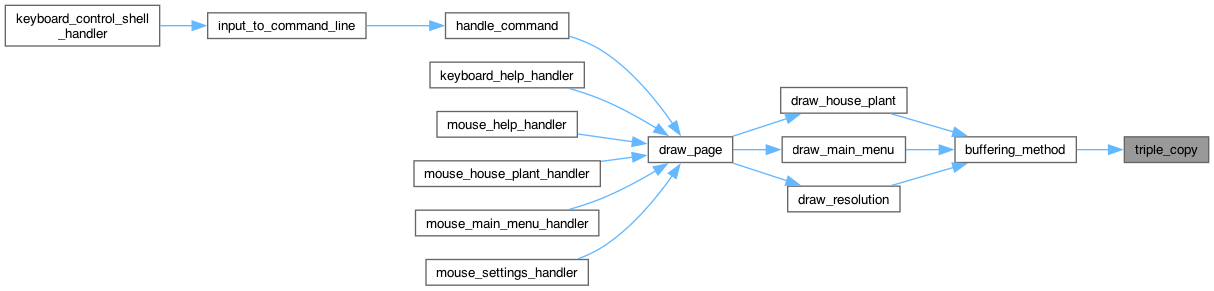 keyboard_control_shell
_handler
input_to_command_line
handle_command
keyboard_help_handler
mouse_help_handler
mouse_house_plant_handler
mouse_main_menu_handler
mouse_settings_handler
draw_page
draw_house_plant
draw_main_menu
draw_resolution
buffering_method
triple_copy